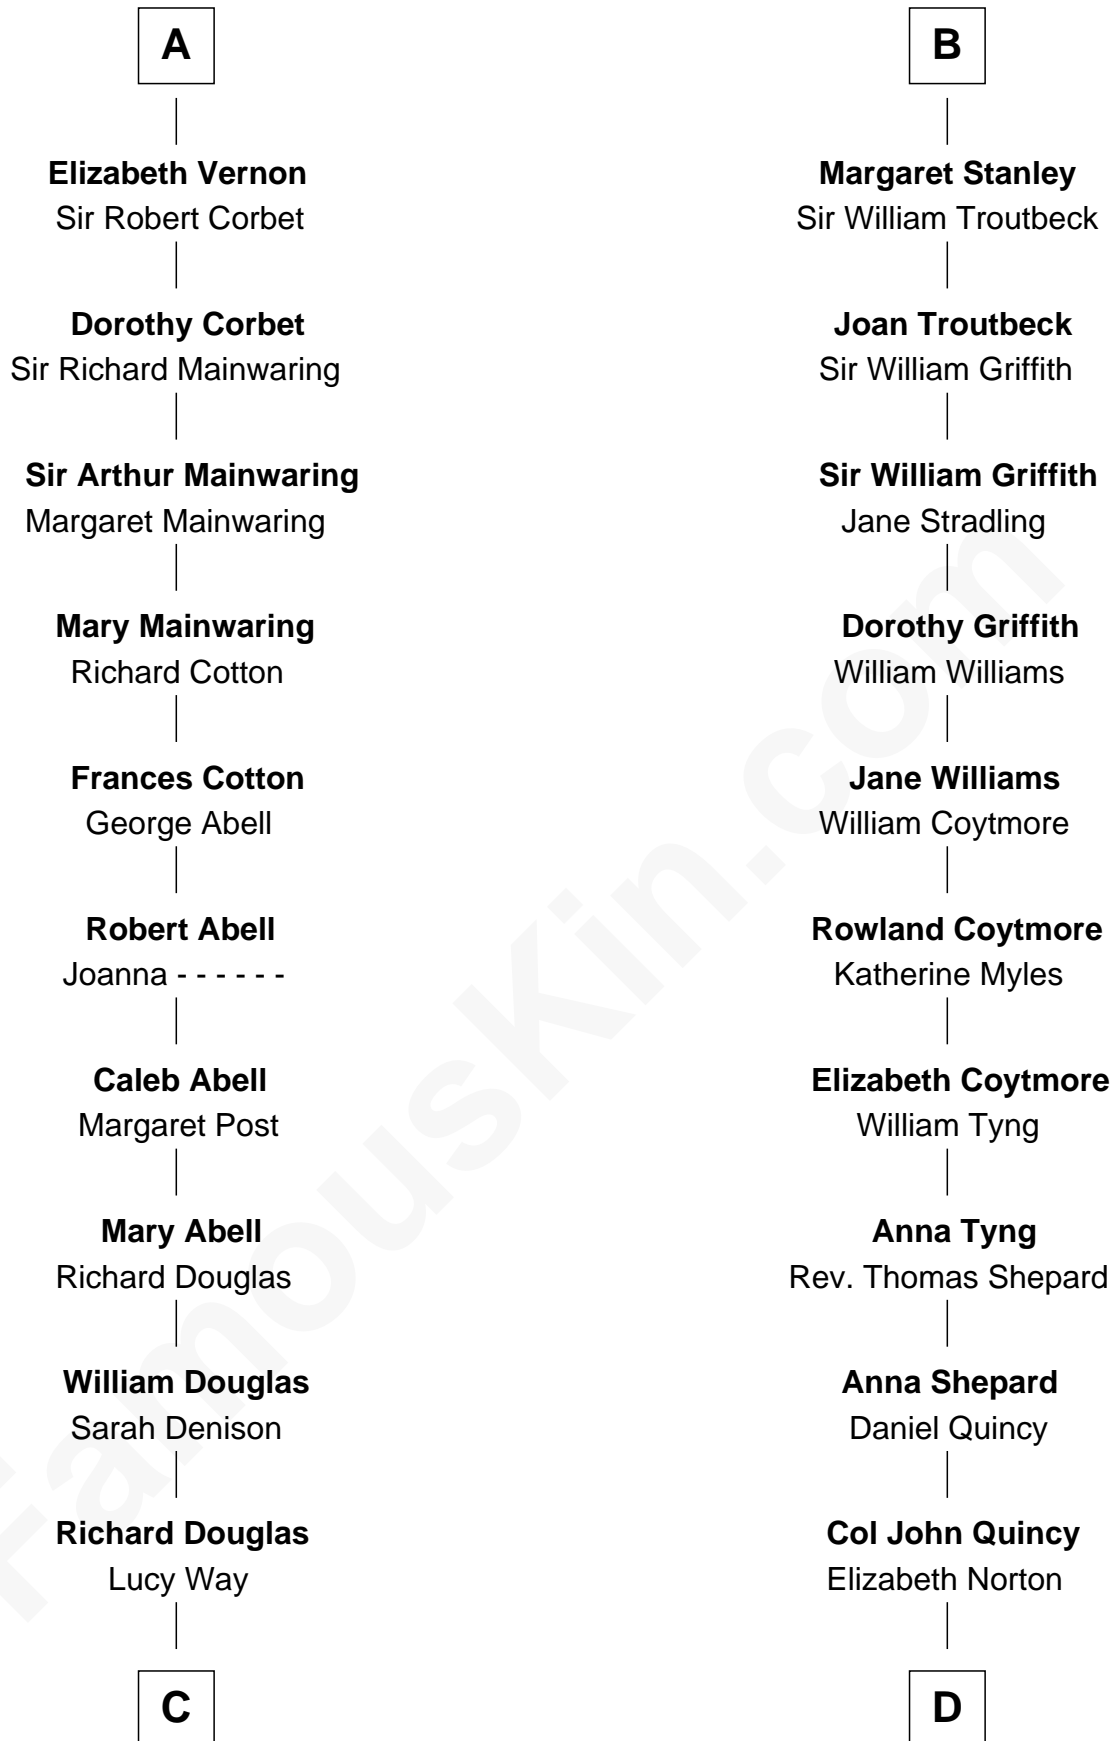 A
Elizabeth Vernon
Sir Robert Corbet
Dorothy Corbet
Sir Richard Mainwaring
Sir Arthur Mainwaring
Margaret Mainwaring
Mary Mainwaring
Richard Cotton
Frances Cotton
George Abell
Robert Abell
Joanna - - - - - -
Caleb Abell
Margaret Post
Mary Abell
Richard Douglas
William Douglas
Sarah Denison
Richard Douglas
Lucy Way
C
B
Margaret Stanley
Sir William Troutbeck
Joan Troutbeck
Sir William Griffith
Sir William Griffith
Jane Stradling
Dorothy Griffith
William Williams
Jane Williams
William Coytmore
Rowland Coytmore
Katherine Myles
Elizabeth Coytmore
William Tyng
Anna Tyng
Rev. Thomas Shepard
Anna Shepard
Daniel Quincy
Col John Quincy
Elizabeth Norton
D
FamousKin.com